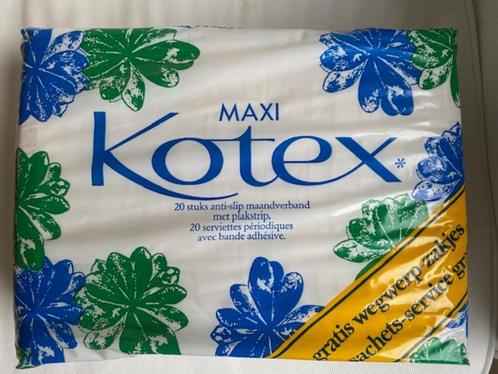 MAXI
Kotex*
20 stuks anti-slip maandverband
met plakstrip.
20 serviettes périodiques
avec bande adhésive.
gratis wegwerp zakjes
sachets-service gra